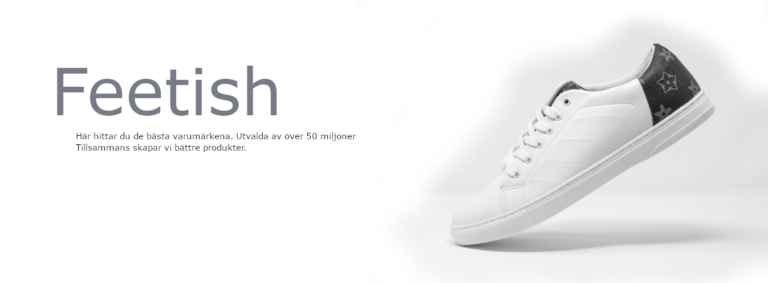 Feetish
Här hittar du de bästa varumärkena. Utvalda av över 50 miljoner
Tillsammans skapar vi bättre produkter.